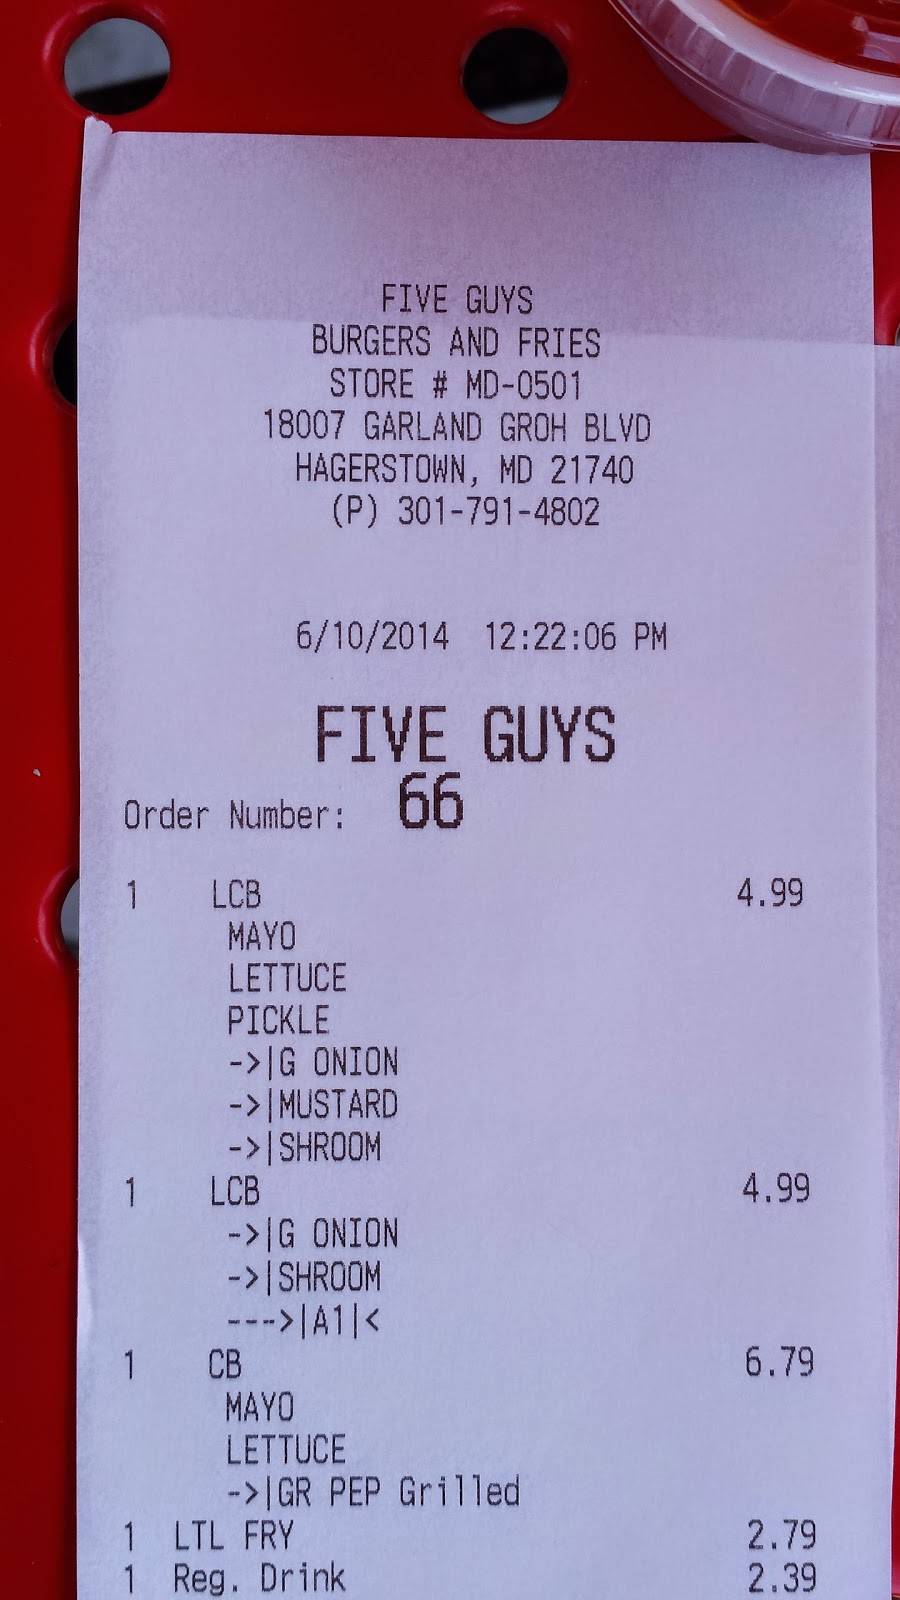 FIVE GUYS
BURGERS AND FRIES
STORE # MD-0501
18007 GARLAND GROH BLVD
HAGERSTOWN, MD 21740
(P) 301-791-4802
6/10/2014 12:22:06 PM
FIVE GUYS
Order Number: 66
1 LCB 4.99
MAYO
LETTUCE
PICKLE
->|G ONION
->|MUSTARD
->|SHROOM
1 LCB 4.99
->|G ONION
->|SHROOM
--->|A1|<
1 CB 6.79
MAYO
LETTUCE
->|GR PEP Grilled
1 LTL FRY 2.79
1 Reg. Drink 2.39